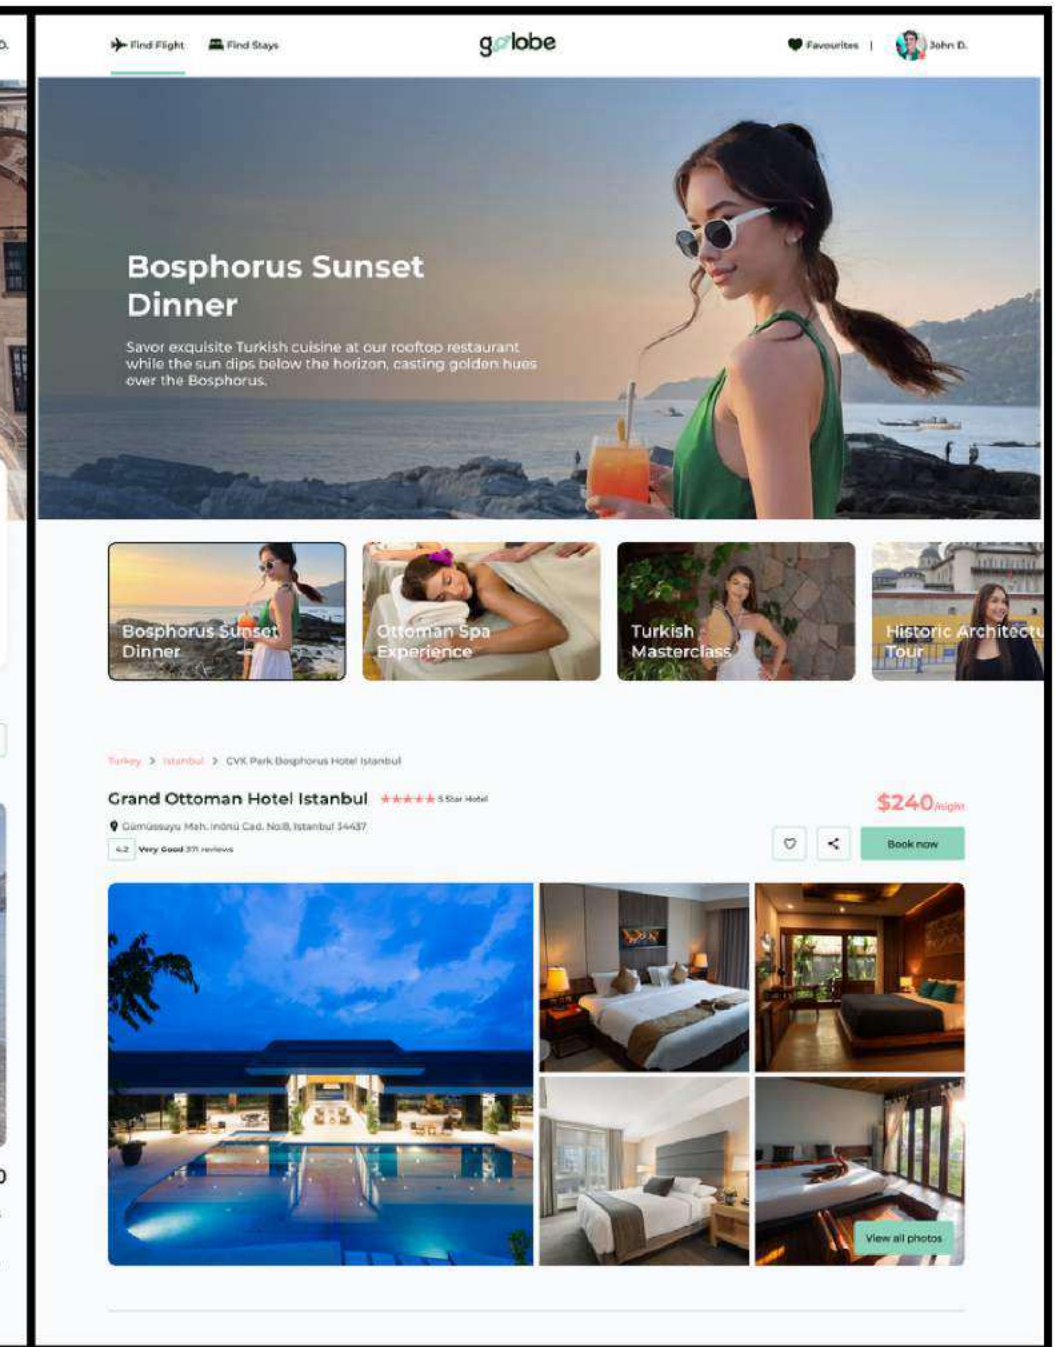 D.
Find Flight
Find Stays
golobe
Favourites |
John D.
Bosphorus Sunset
Dinner
Savor exquisite Turkish cuisine at our rooftop restaurant
while the sun dips below the horizon, casting golden hues
over the Bosphorus.
Bosphorus Sunset
Dinner
Ottoman Spa
Experience
Turkish
Masterclass
Historic Architectu
Tour
Turkey > Istanbul > CVK Park Bosphorus Hotel Istanbul
Grand Ottoman Hotel Istanbul
5 Star Hotel
$240/night
Gümüssuyu Mah. Inönü Cad. No:8, Istanbul 34437
4.2
Very Good 371 reviews
Book now
View all photos